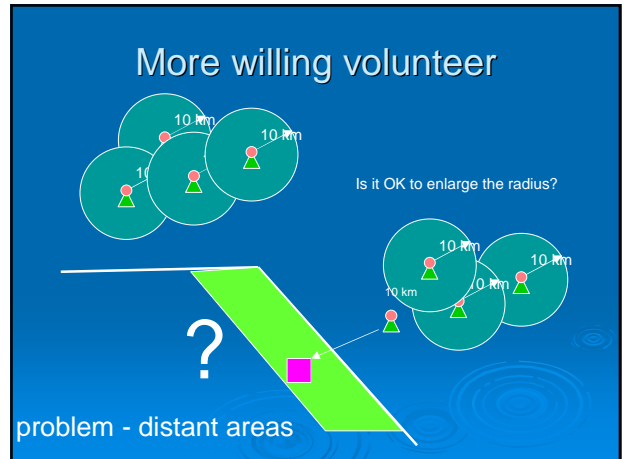 More willing volunteer
10 km
10 km
10
Is it OK to enlarge the radius?
10 km
10 km
10 km
?
problem - distant areas